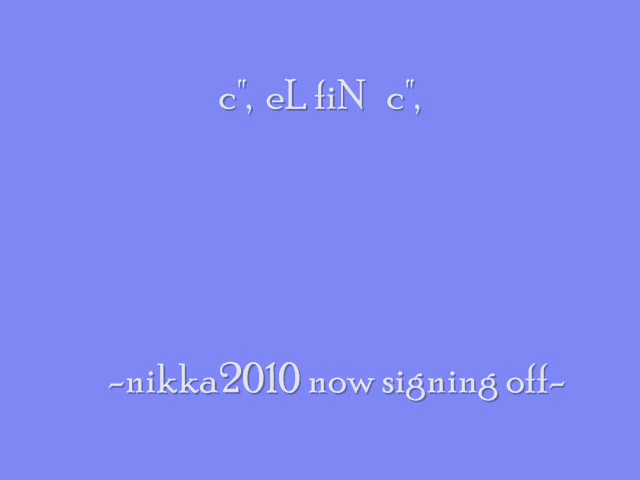 c", eL fiN c",
~nikka2010 now signing off~